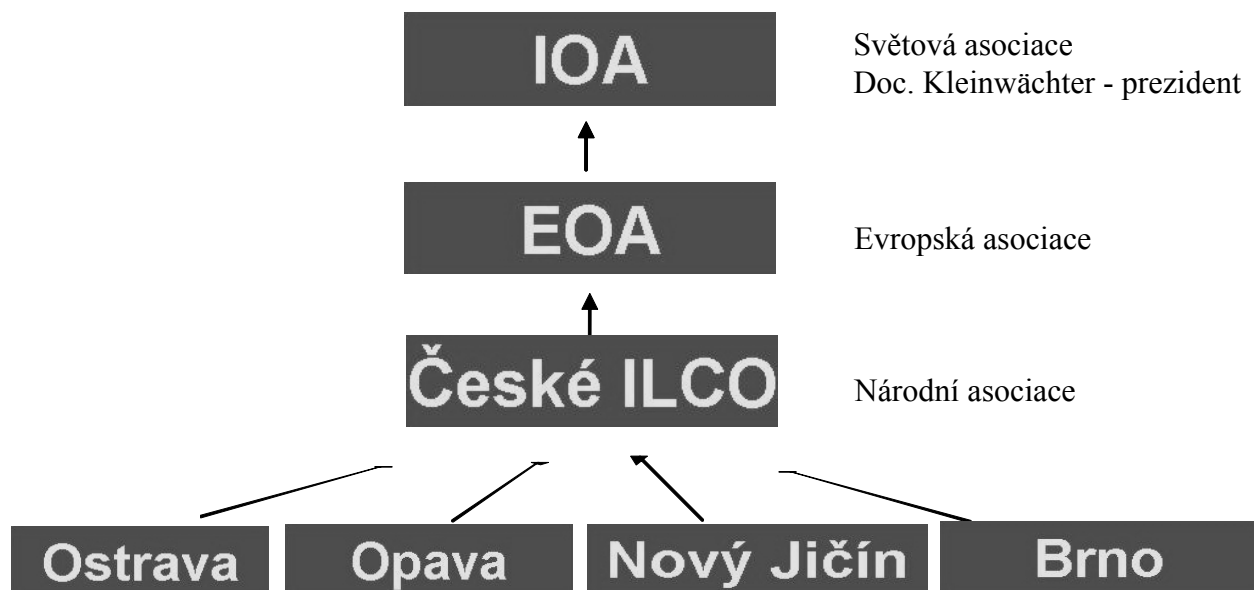 IOA
Světová asociace
Doc. Kleinwächter - prezident
EOA
Evropská asociace
České ILCO
Národní asociace
Ostrava
Opava
Nový Jičín
Brno